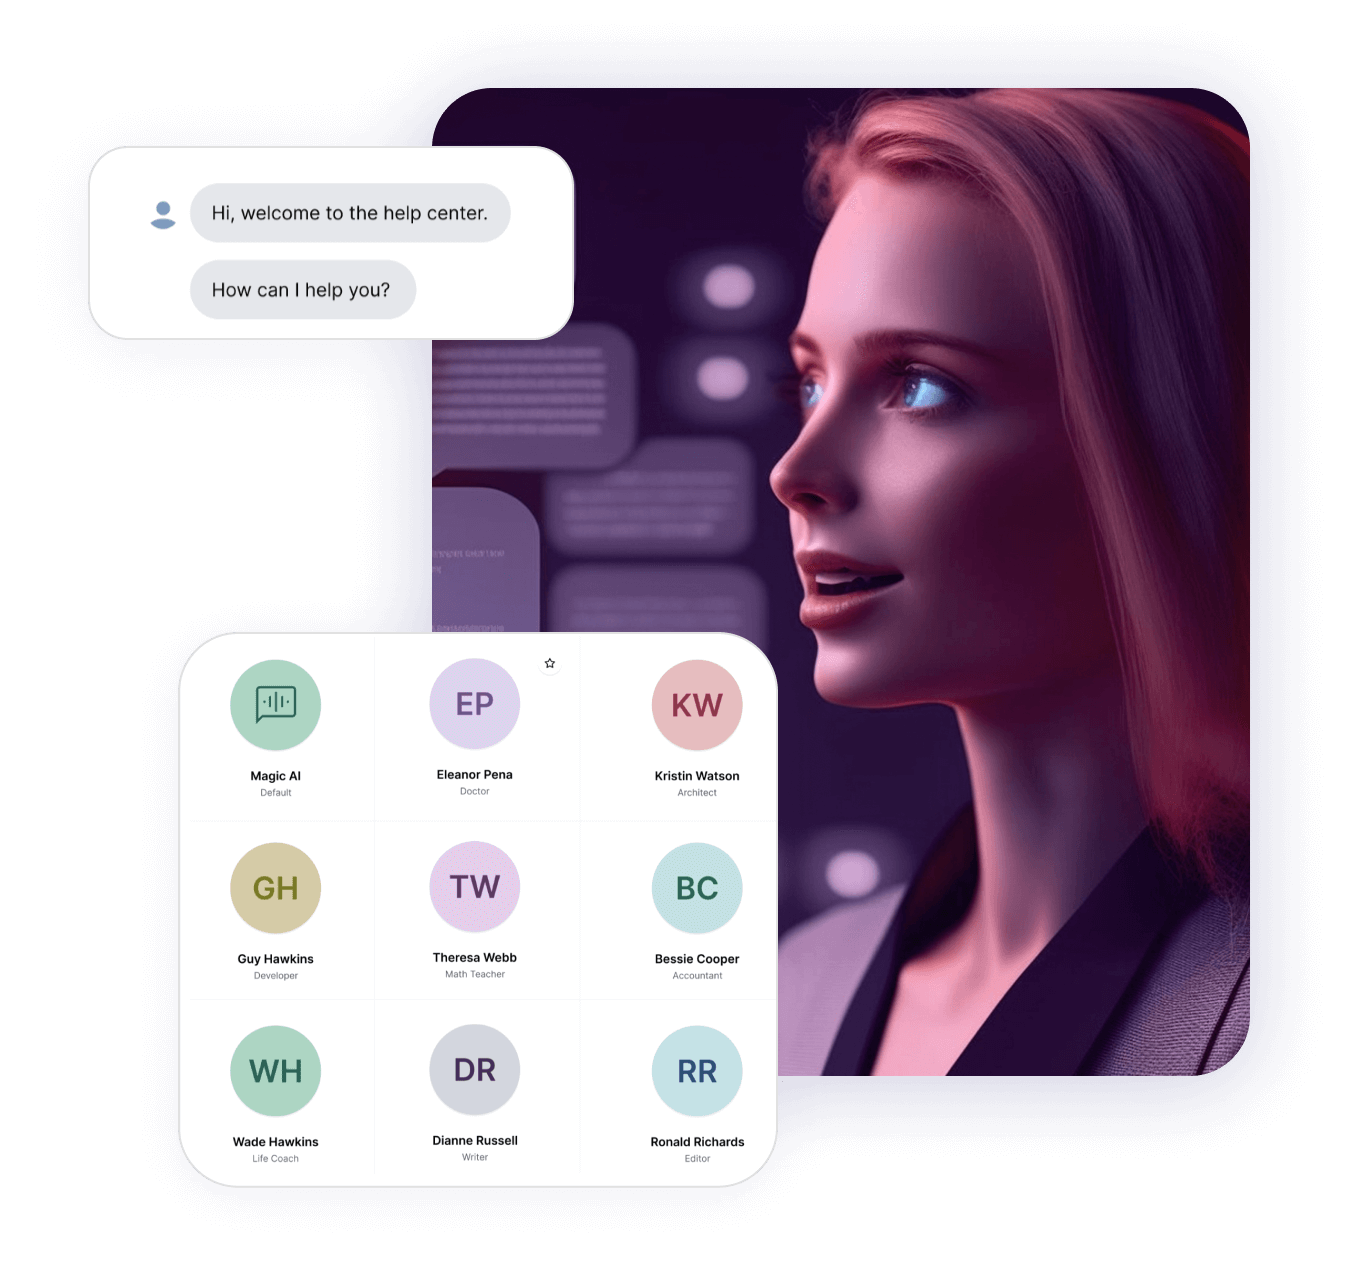 Hi, welcome to the help center.
How can I help you?
EP
KW
Magic AI
Default
Eleanor Pena
Doctor
Kristin Watson
Architect
GH
TW
BC
Guy Hawkins
Developer
Theresa Webb
Math Teacher
Bessie Cooper
Accountant
WH
DR
RR
Wade Hawkins
Life Coach
Dianne Russell
Writer
Ronald Richards
Editor